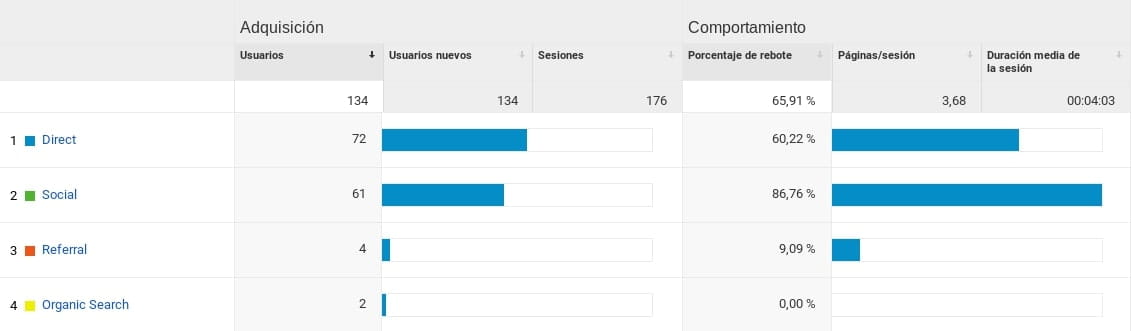 Adquisición Comportamiento
Usuarios Usuarios nuevos Sesiones Porcentaje de rebote Páginas/sesión Duración media de
la sesión
134 134 176 65,91 % 3,68 00:04:03
1 Direct 72 60,22 %
2 Social 61 86,76 %
3 Referral 4 9,09 %
4 Organic Search 2 0,00 %